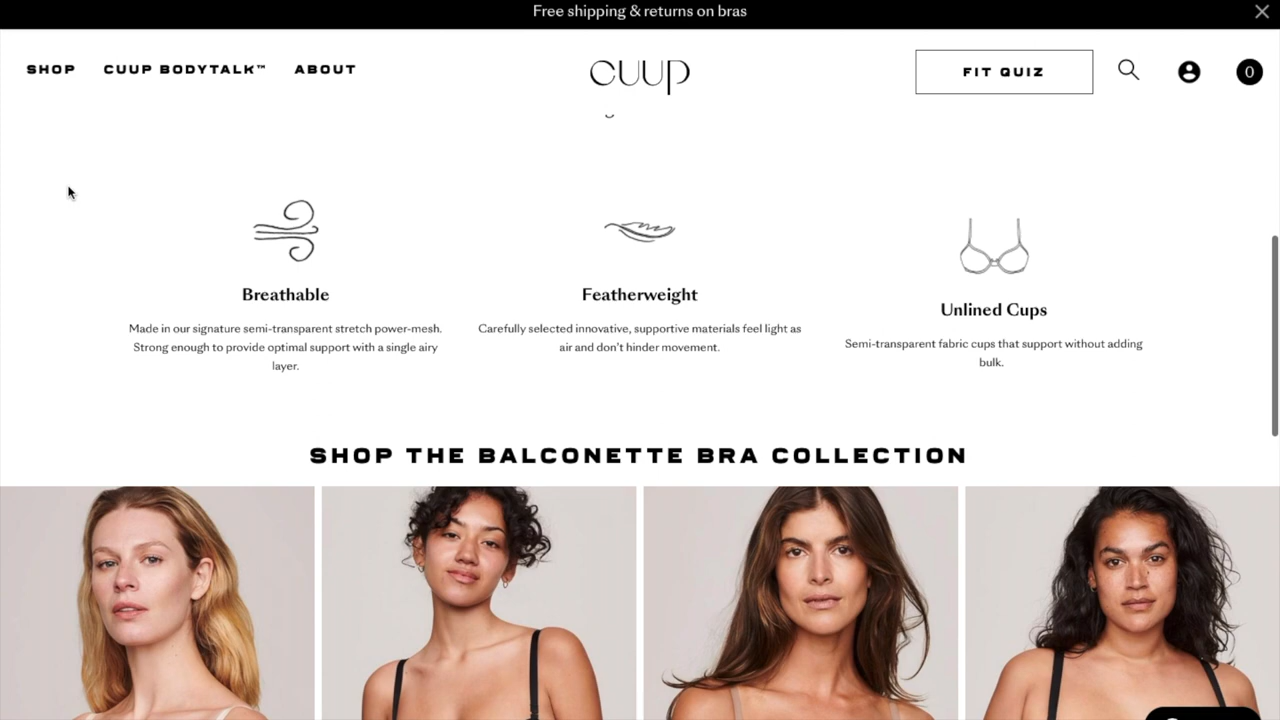 Free shipping & returns on bras
SHOP CUUP BODYTALK™ ABOUT
cuup
FIT QUIZ
0
Breathable
Made in our signature semi-transparent stretch power-mesh.
Strong enough to provide optimal support with a single airy
layer.
Featherweight
Carefully selected innovative, supportive materials feel light as
air and don't hinder movement.
Unlined Cups
Semi-transparent fabric cups that support without adding
bulk.
SHOP THE BALCONETTE BRA COLLECTION